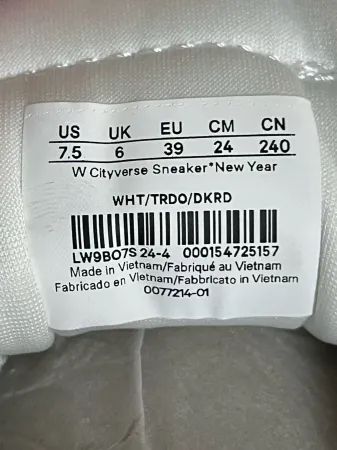 US UK EU CM CN
7.5 6 39 24 240
W Cityverse Sneaker*New Year
WHT/TRDO/DKRD
LW9BO7S 24-4 000154725157
Made in Vietnam/Fabriqué au Vietnam
Fabricado en Vietnam/Fabbricato in Vietnam
0077214-01